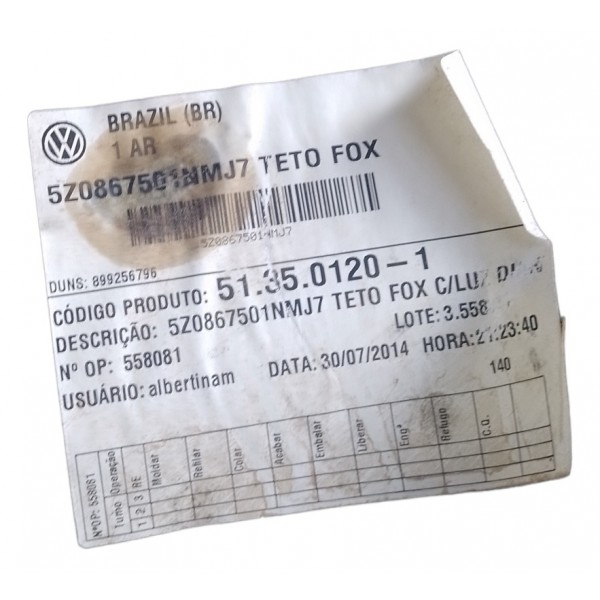 BRAZIL (BR)
1 AR
5Z0867501NMJ7 TETO FOX
5Z0867501NMJ7
DUNS: 899256796
CÓDIGO PRODUTO: 51.35.0120-1
DESCRIÇÃO: 5Z0867501NMJ7 TETO FOX C/LUZ
LOTE: 3.558
Nº OP: 558081
DATA: 30/07/2014 HORA:
USUÁRIO: albertinam
140
NºOP: 558081
Turno Operação Moldar Refilar Colar Acabar Embalar Liberar Engª Refugo C.Q.
RE
1
2
3